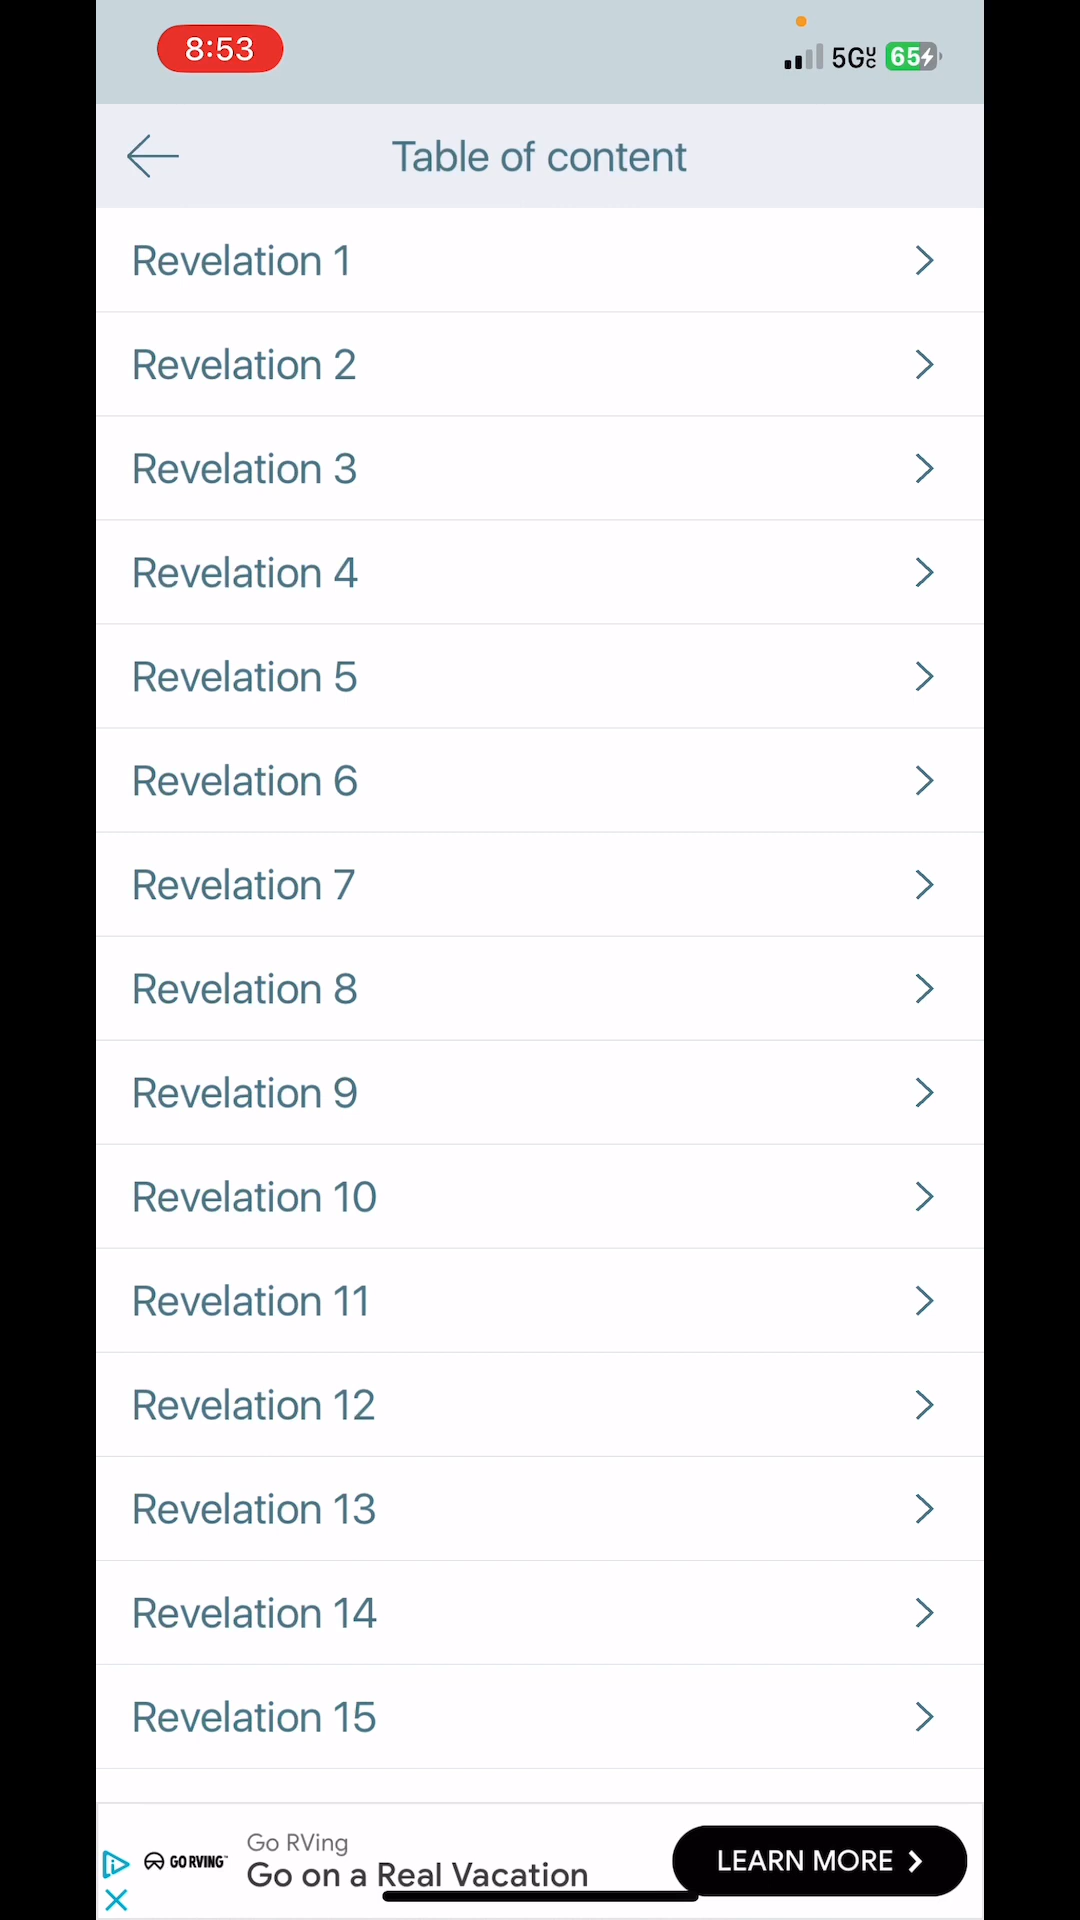 8:53
5G UC 65
Table of content
Revelation 1
Revelation 2
Revelation 3
Revelation 4
Revelation 5
Revelation 6
Revelation 7
Revelation 8
Revelation 9
Revelation 10
Revelation 11
Revelation 12
Revelation 13
Revelation 14
Revelation 15
GO RVING™
Go RVing
Go on a Real Vacation
LEARN MORE